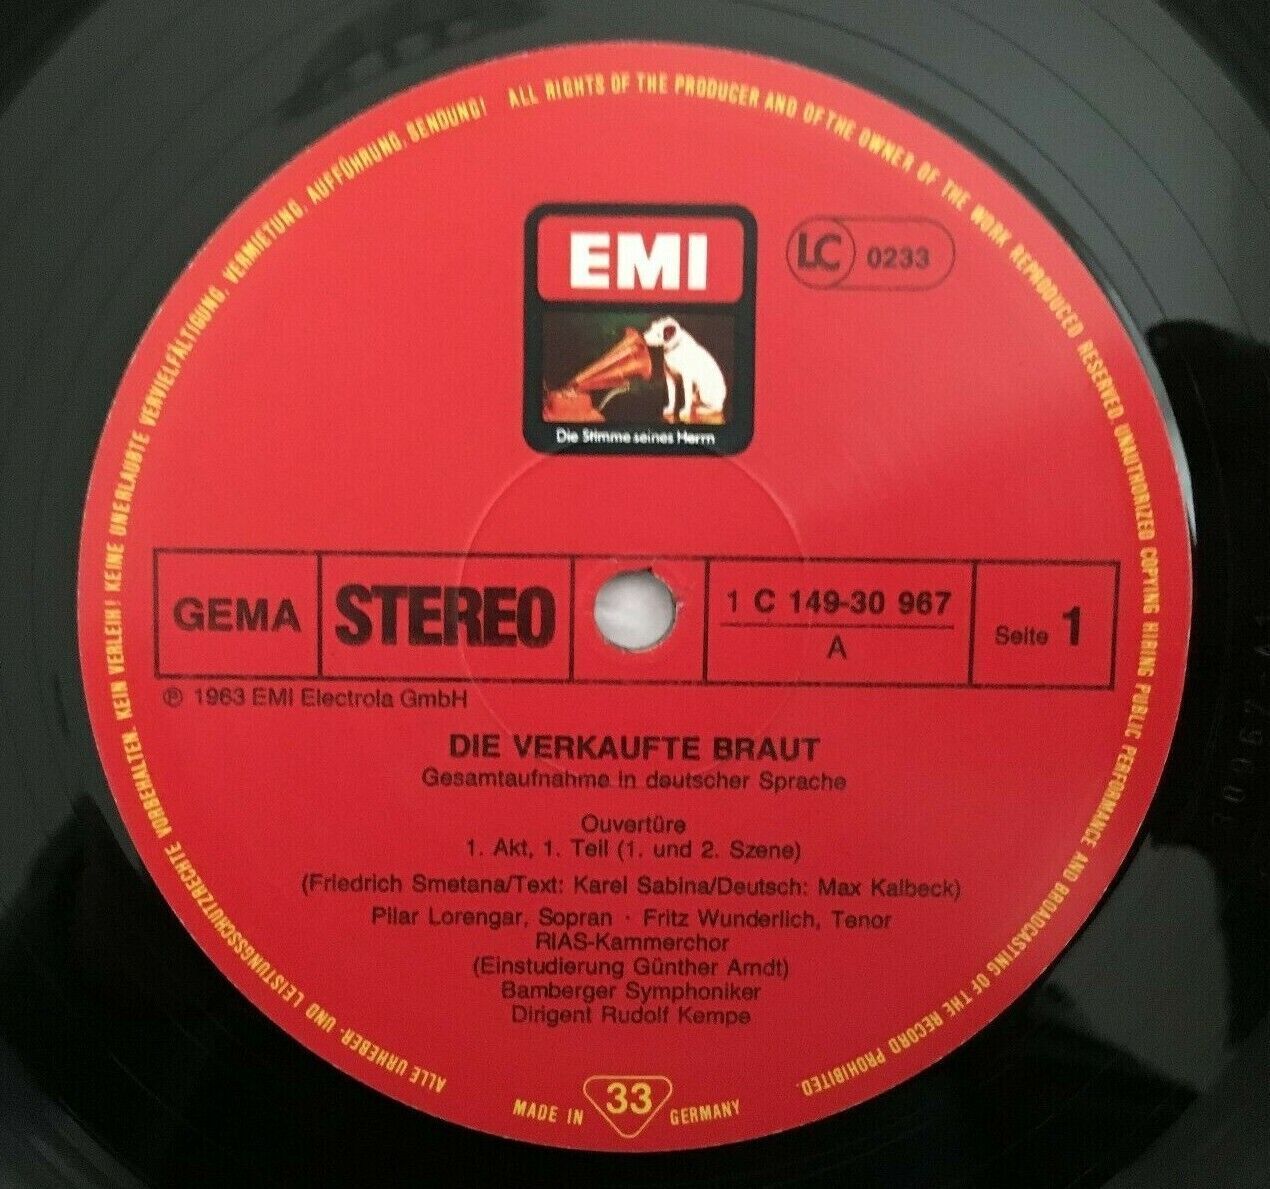 ALLE URHEBER- UND LEISTUNGSSCHUTZRECHTE VORBEHALTEN. KEIN VERLEIH! KEINE UNERLAUBTE VERVIELFÄLTIGUNG, VERMIETUNG, AUFFÜHRUNG, SENDUNG!
ALL RIGHTS OF THE PRODUCER AND OF THE OWNER OF THE WORK REPRODUCED RESERVED. UNAUTHORIZED COPYING HIRING PUBLIC PERFORMANCE AND BROADCASTING OF THE RECORD PROHIBITED.
EMI
Die Stimme seines Herrn
LC 0233
GEMA
STEREO
1 C 149-30 967
A
Seite 1
℗ 1963 EMI Electrola GmbH
DIE VERKAUFTE BRAUT
Gesamtaufnahme in deutscher Sprache
Ouvertüre
1. Akt, 1. Teil (1. und 2. Szene)
(Friedrich Smetana/Text: Karel Sabina/Deutsch: Max Kalbeck)
Pilar Lorengar, Sopran · Fritz Wunderlich, Tenor
RIAS-Kammerchor
(Einstudierung Günther Arndt)
Bamberger Symphoniker
Dirigent Rudolf Kempe
MADE IN 33 GERMANY